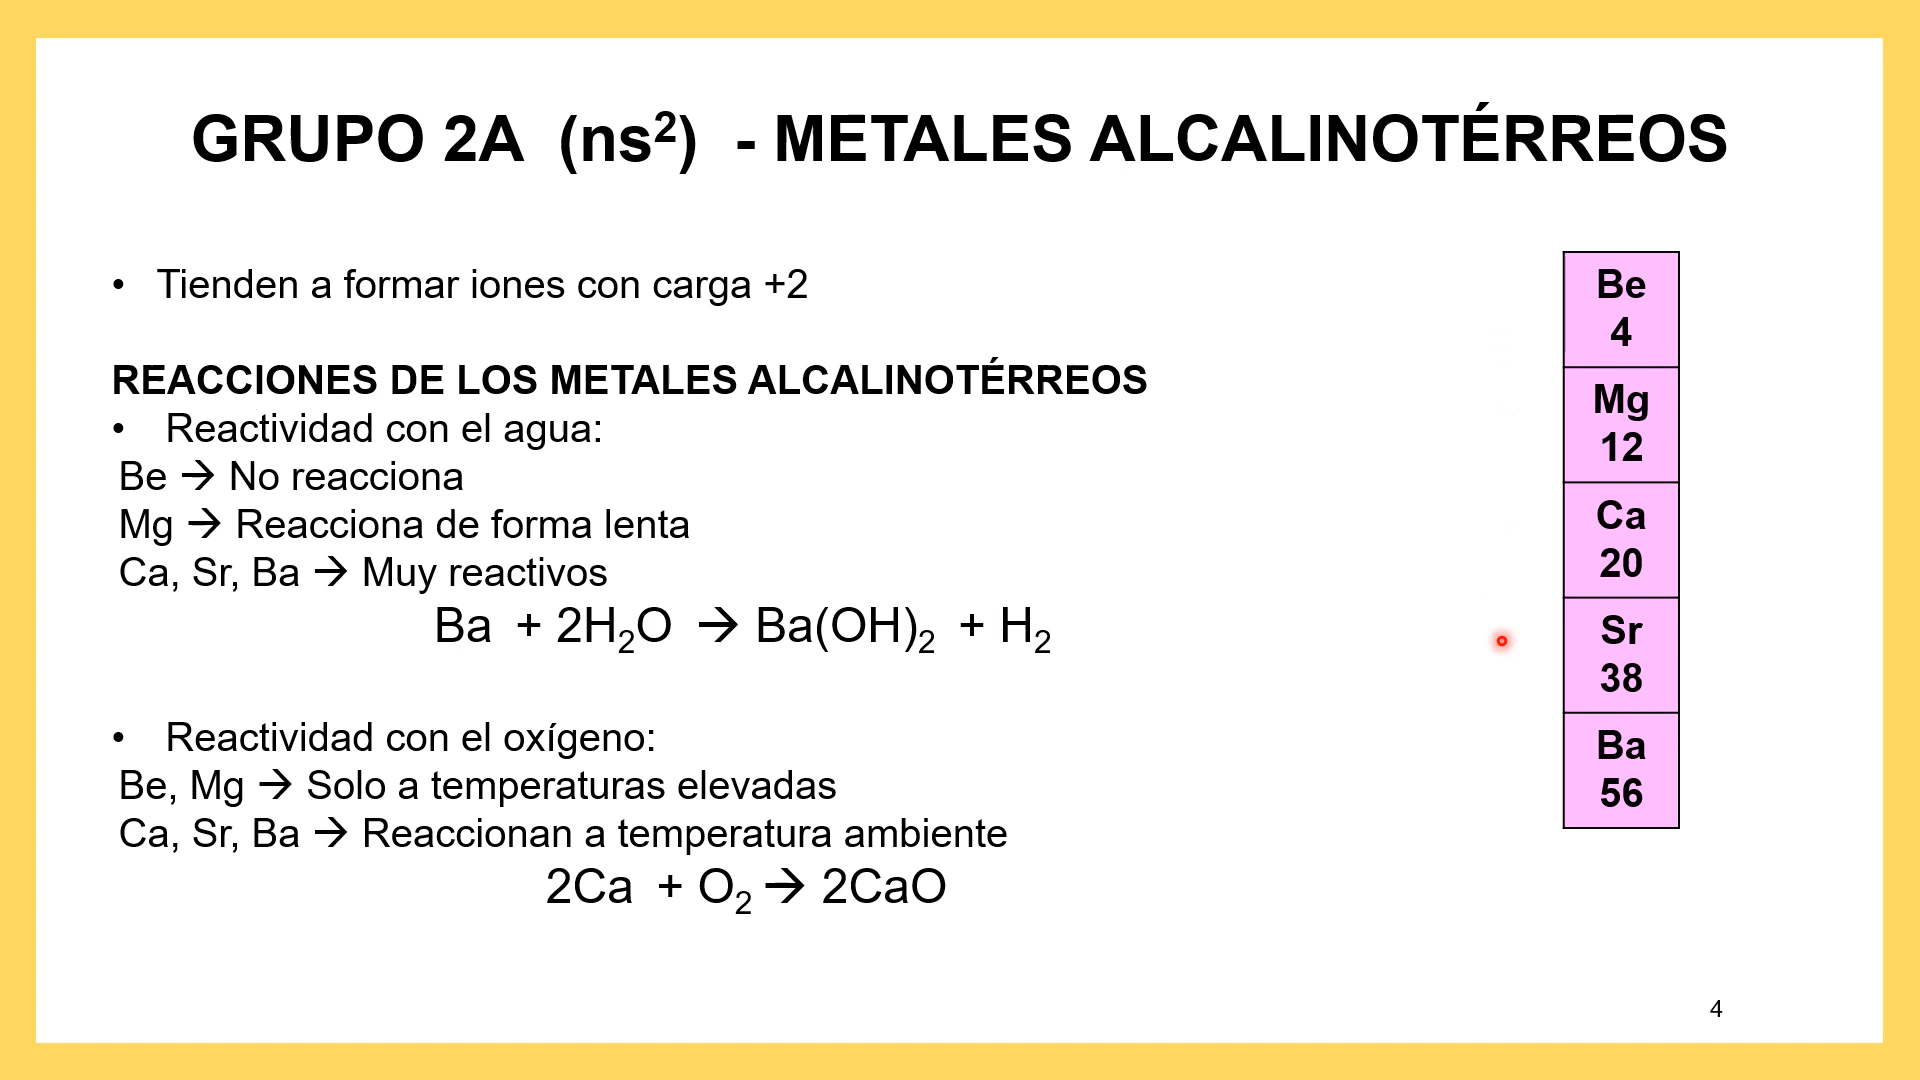 GRUPO 2A (ns²) - METALES ALCALINOTÉRREOS
• Tienden a formar iones con carga +2
REACCIONES DE LOS METALES ALCALINOTÉRREOS
• Reactividad con el agua:
Be → No reacciona
Mg → Reacciona de forma lenta
Ca, Sr, Ba → Muy reactivos
Ba + 2H₂O → Ba(OH)₂ + H₂
• Reactividad con el oxígeno:
Be, Mg → Solo a temperaturas elevadas
Ca, Sr, Ba → Reaccionan a temperatura ambiente
2Ca + O₂ → 2CaO
Be
4
Mg
12
Ca
20
Sr
38
Ba
56
4